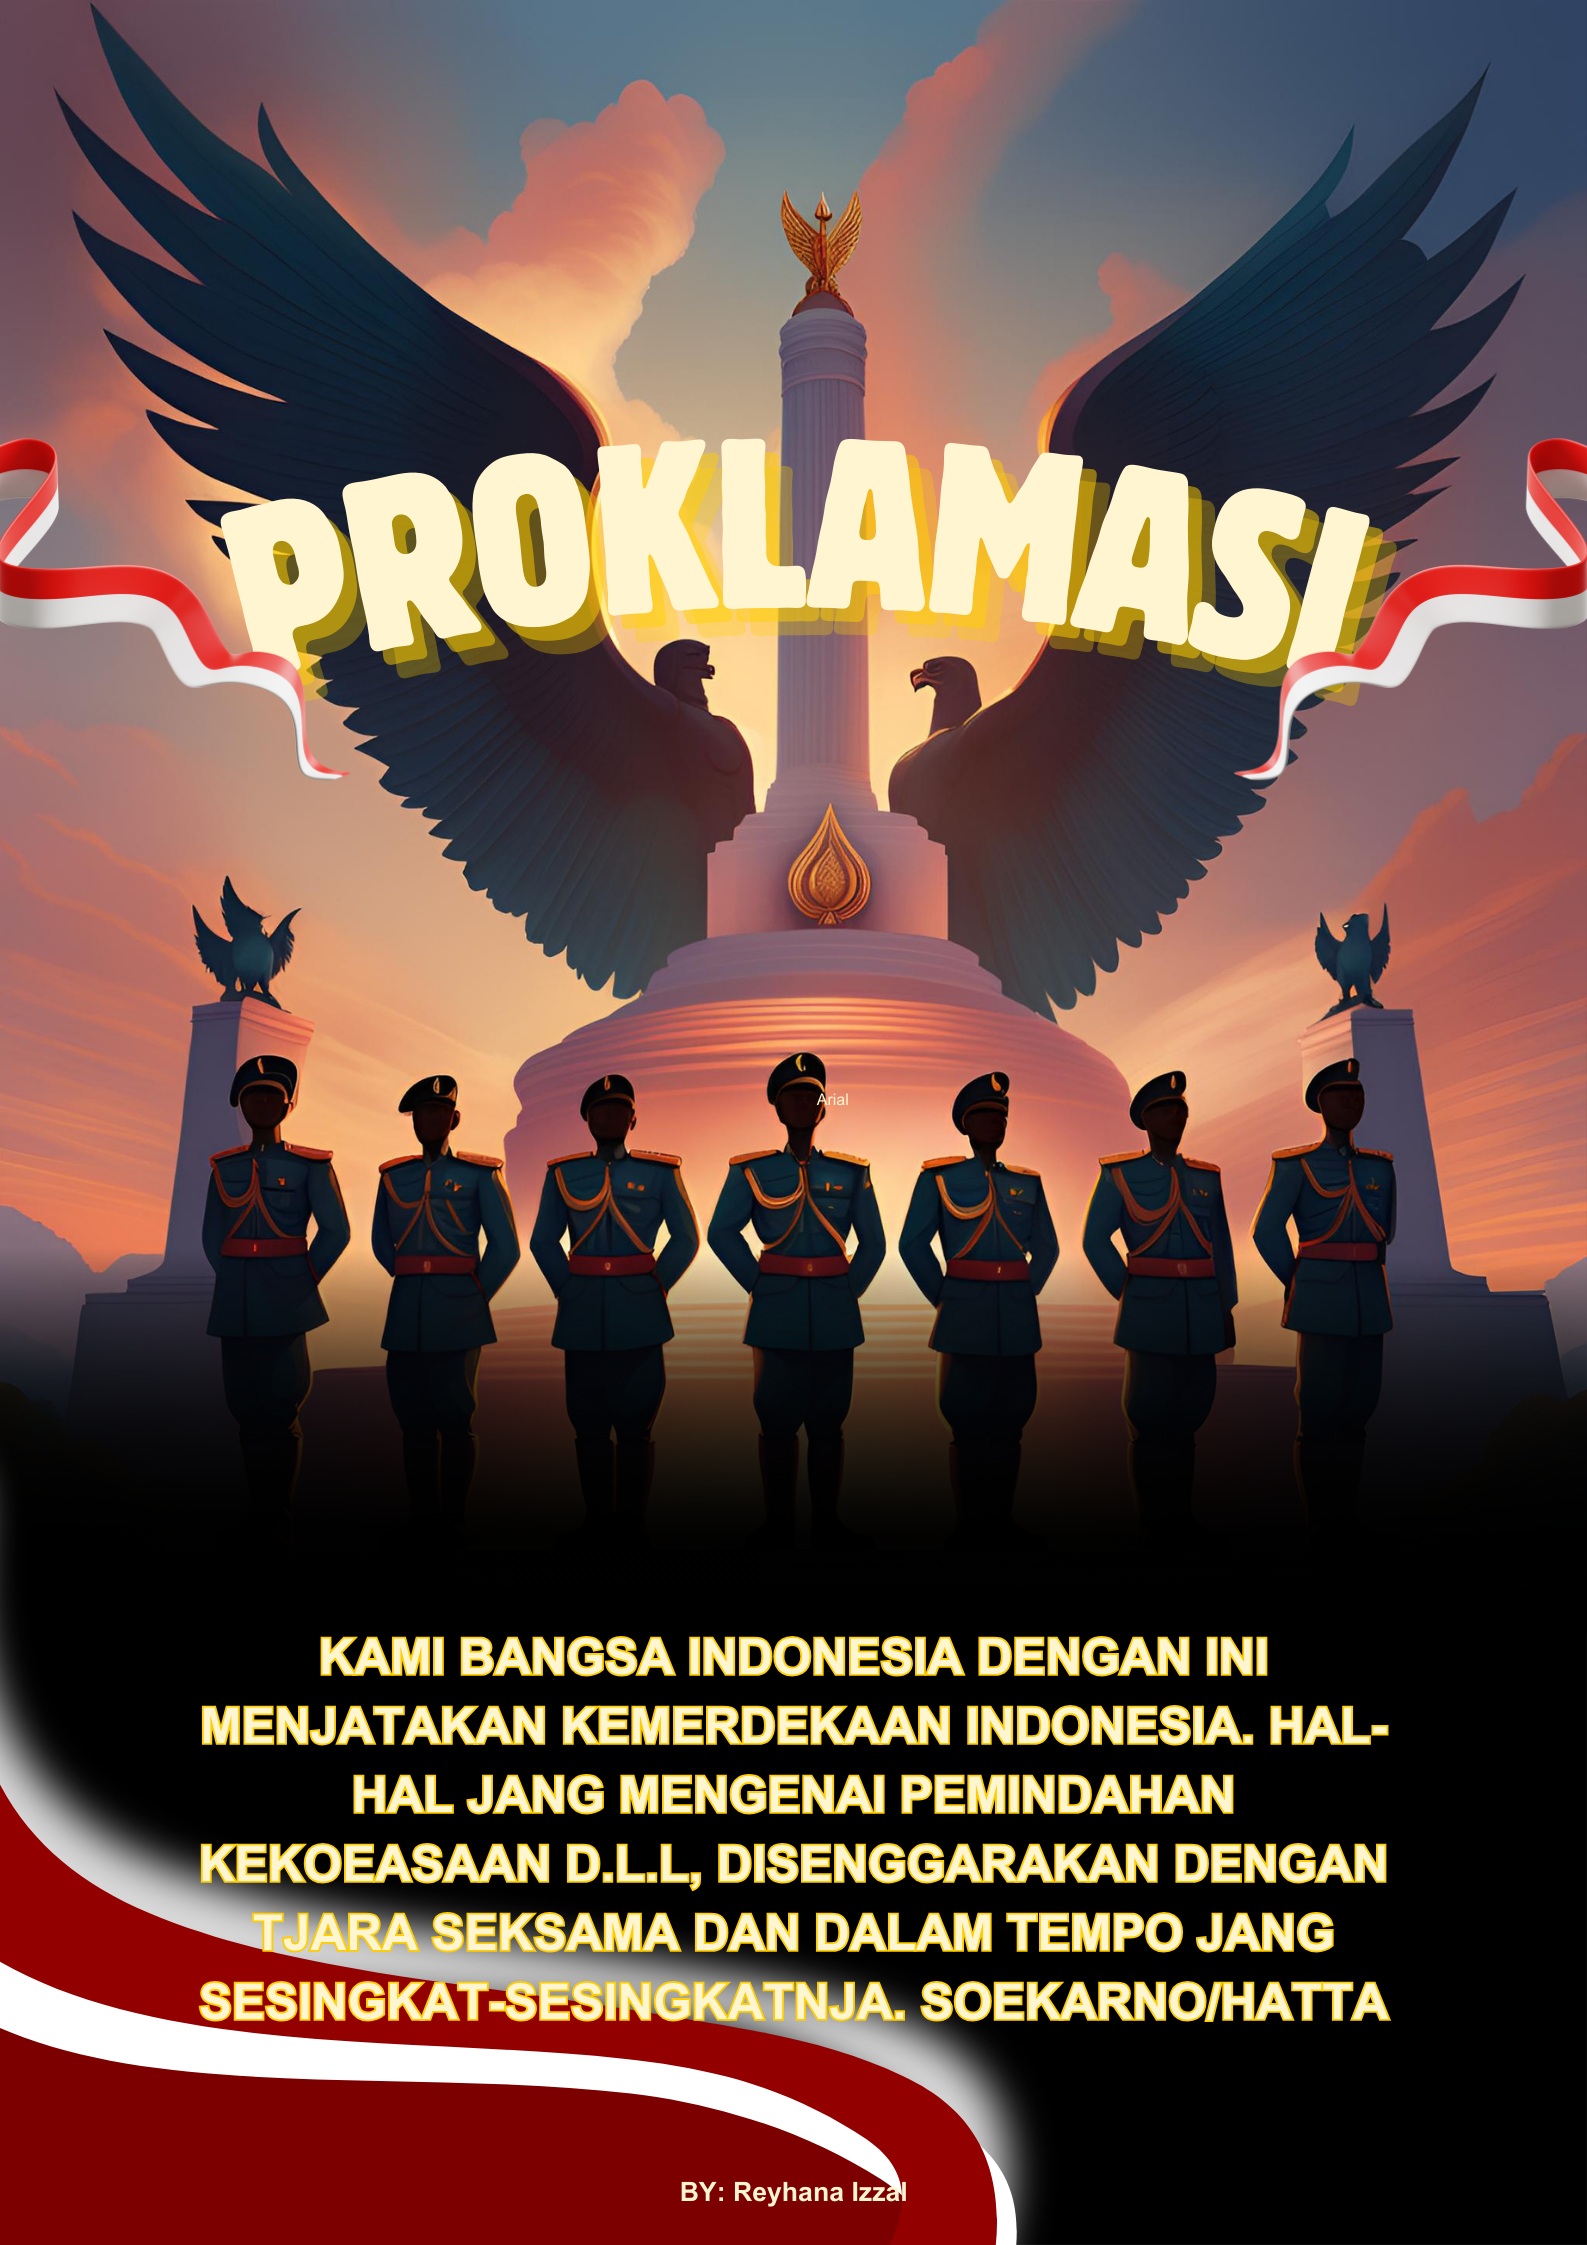 PROKLAMASI
Arial
KAMI BANGSA INDONESIA DENGAN INI
MENJATAKAN KEMERDEKAAN INDONESIA. HAL-
HAL JANG MENGENAI PEMINDAHAN
KEKOEASAAN D.L.L, DISENGGARAKAN DENGAN
TJARA SEKSAMA DAN DALAM TEMPO JANG
SESINGKAT-SESINGKATNJA. SOEKARNO/HATTA
BY: Reyhana Izzal